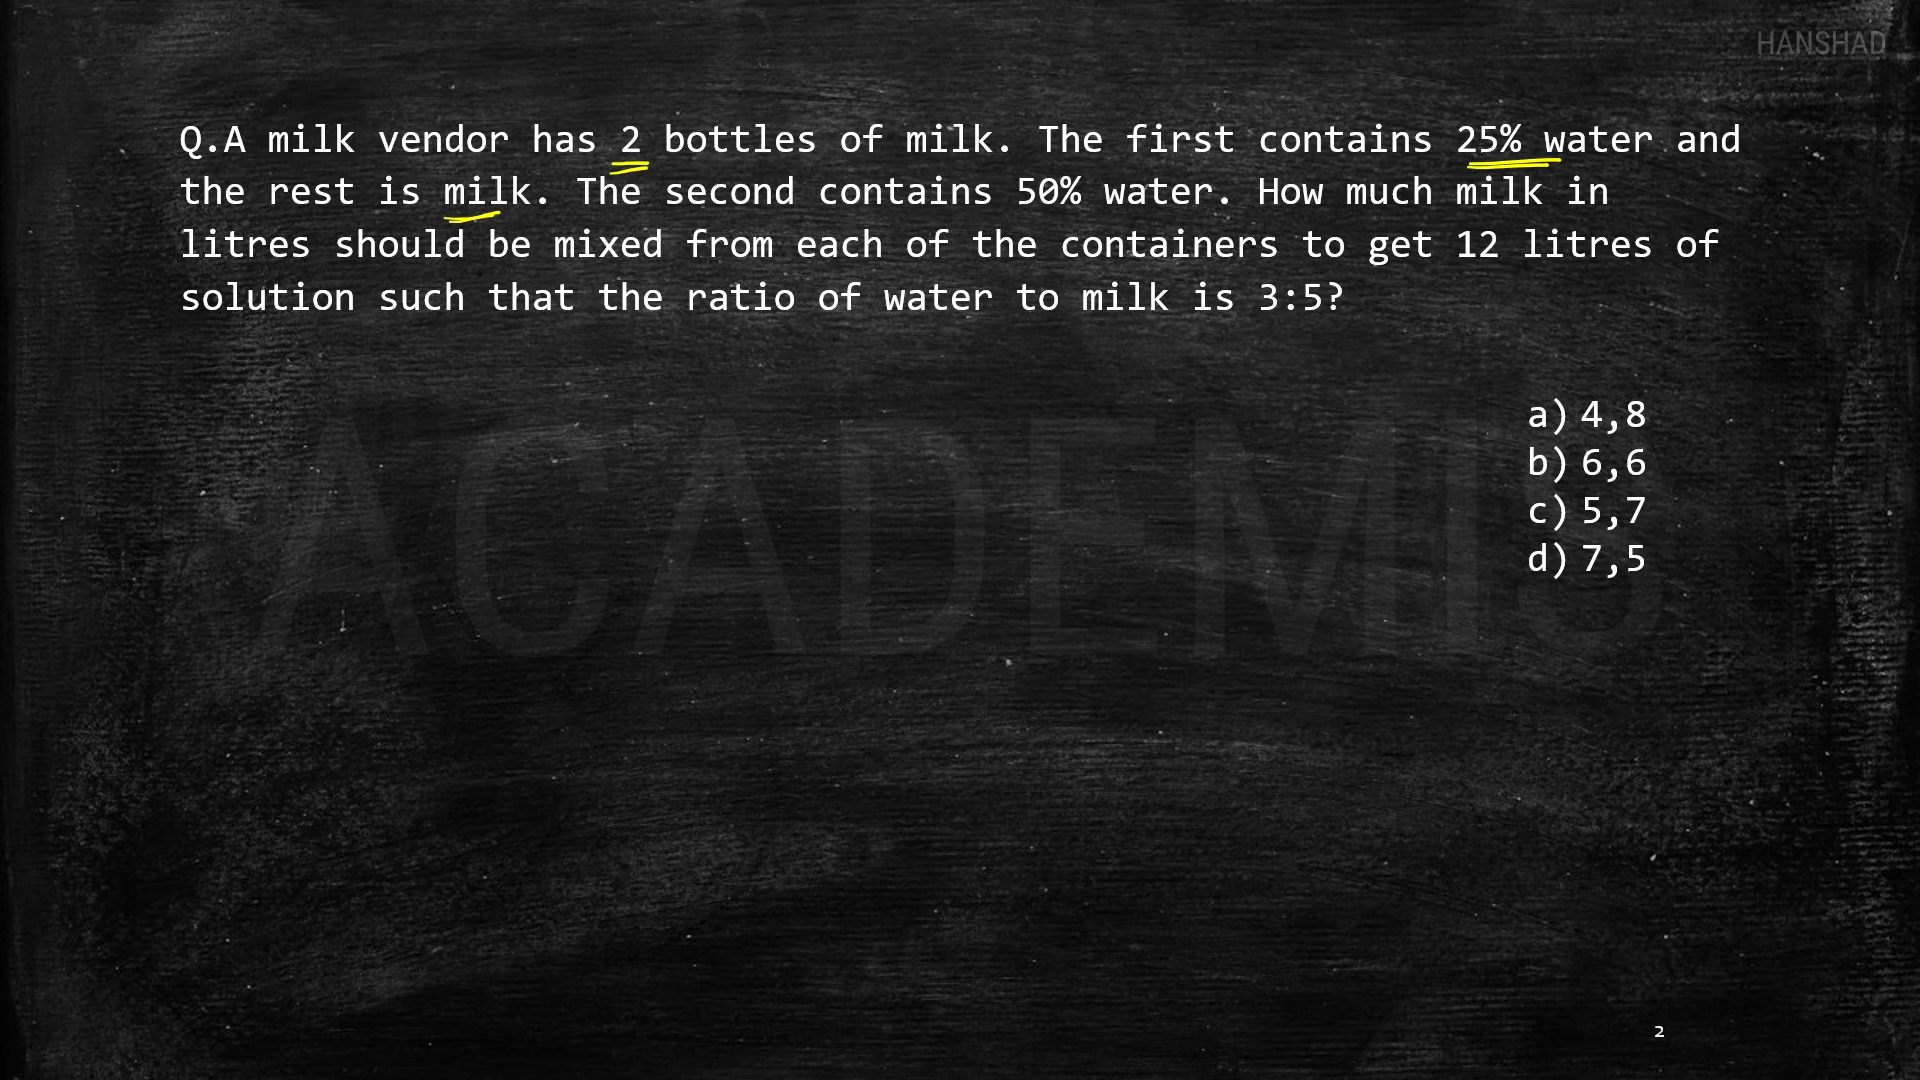 HANSHAD
Q.A milk vendor has 2 bottles of milk. The first contains 25% water and
the rest is milk. The second contains 50% water. How much milk in
litres should be mixed from each of the containers to get 12 litres of
solution such that the ratio of water to milk is 3:5?
ACADEMIS
a) 4,8
b) 6,6
c) 5,7
d) 7,5
2